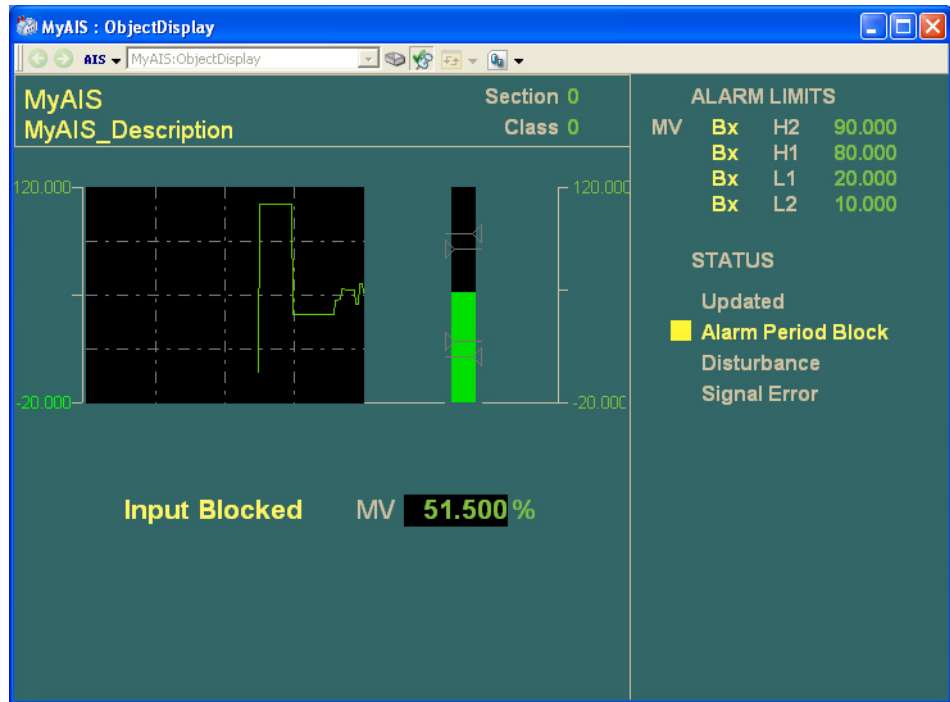 MyAIS : ObjectDisplay
AIS MyAIS:ObjectDisplay
MyAIS
Section 0
MyAIS_Description
Class 0
120.000
120.000
-20.000
-20.000
Input Blocked MV 51.500 %
ALARM LIMITS
MV Bx H2 90.000
Bx H1 80.000
Bx L1 20.000
Bx L2 10.000
STATUS
Updated
Alarm Period Block
Disturbance
Signal Error